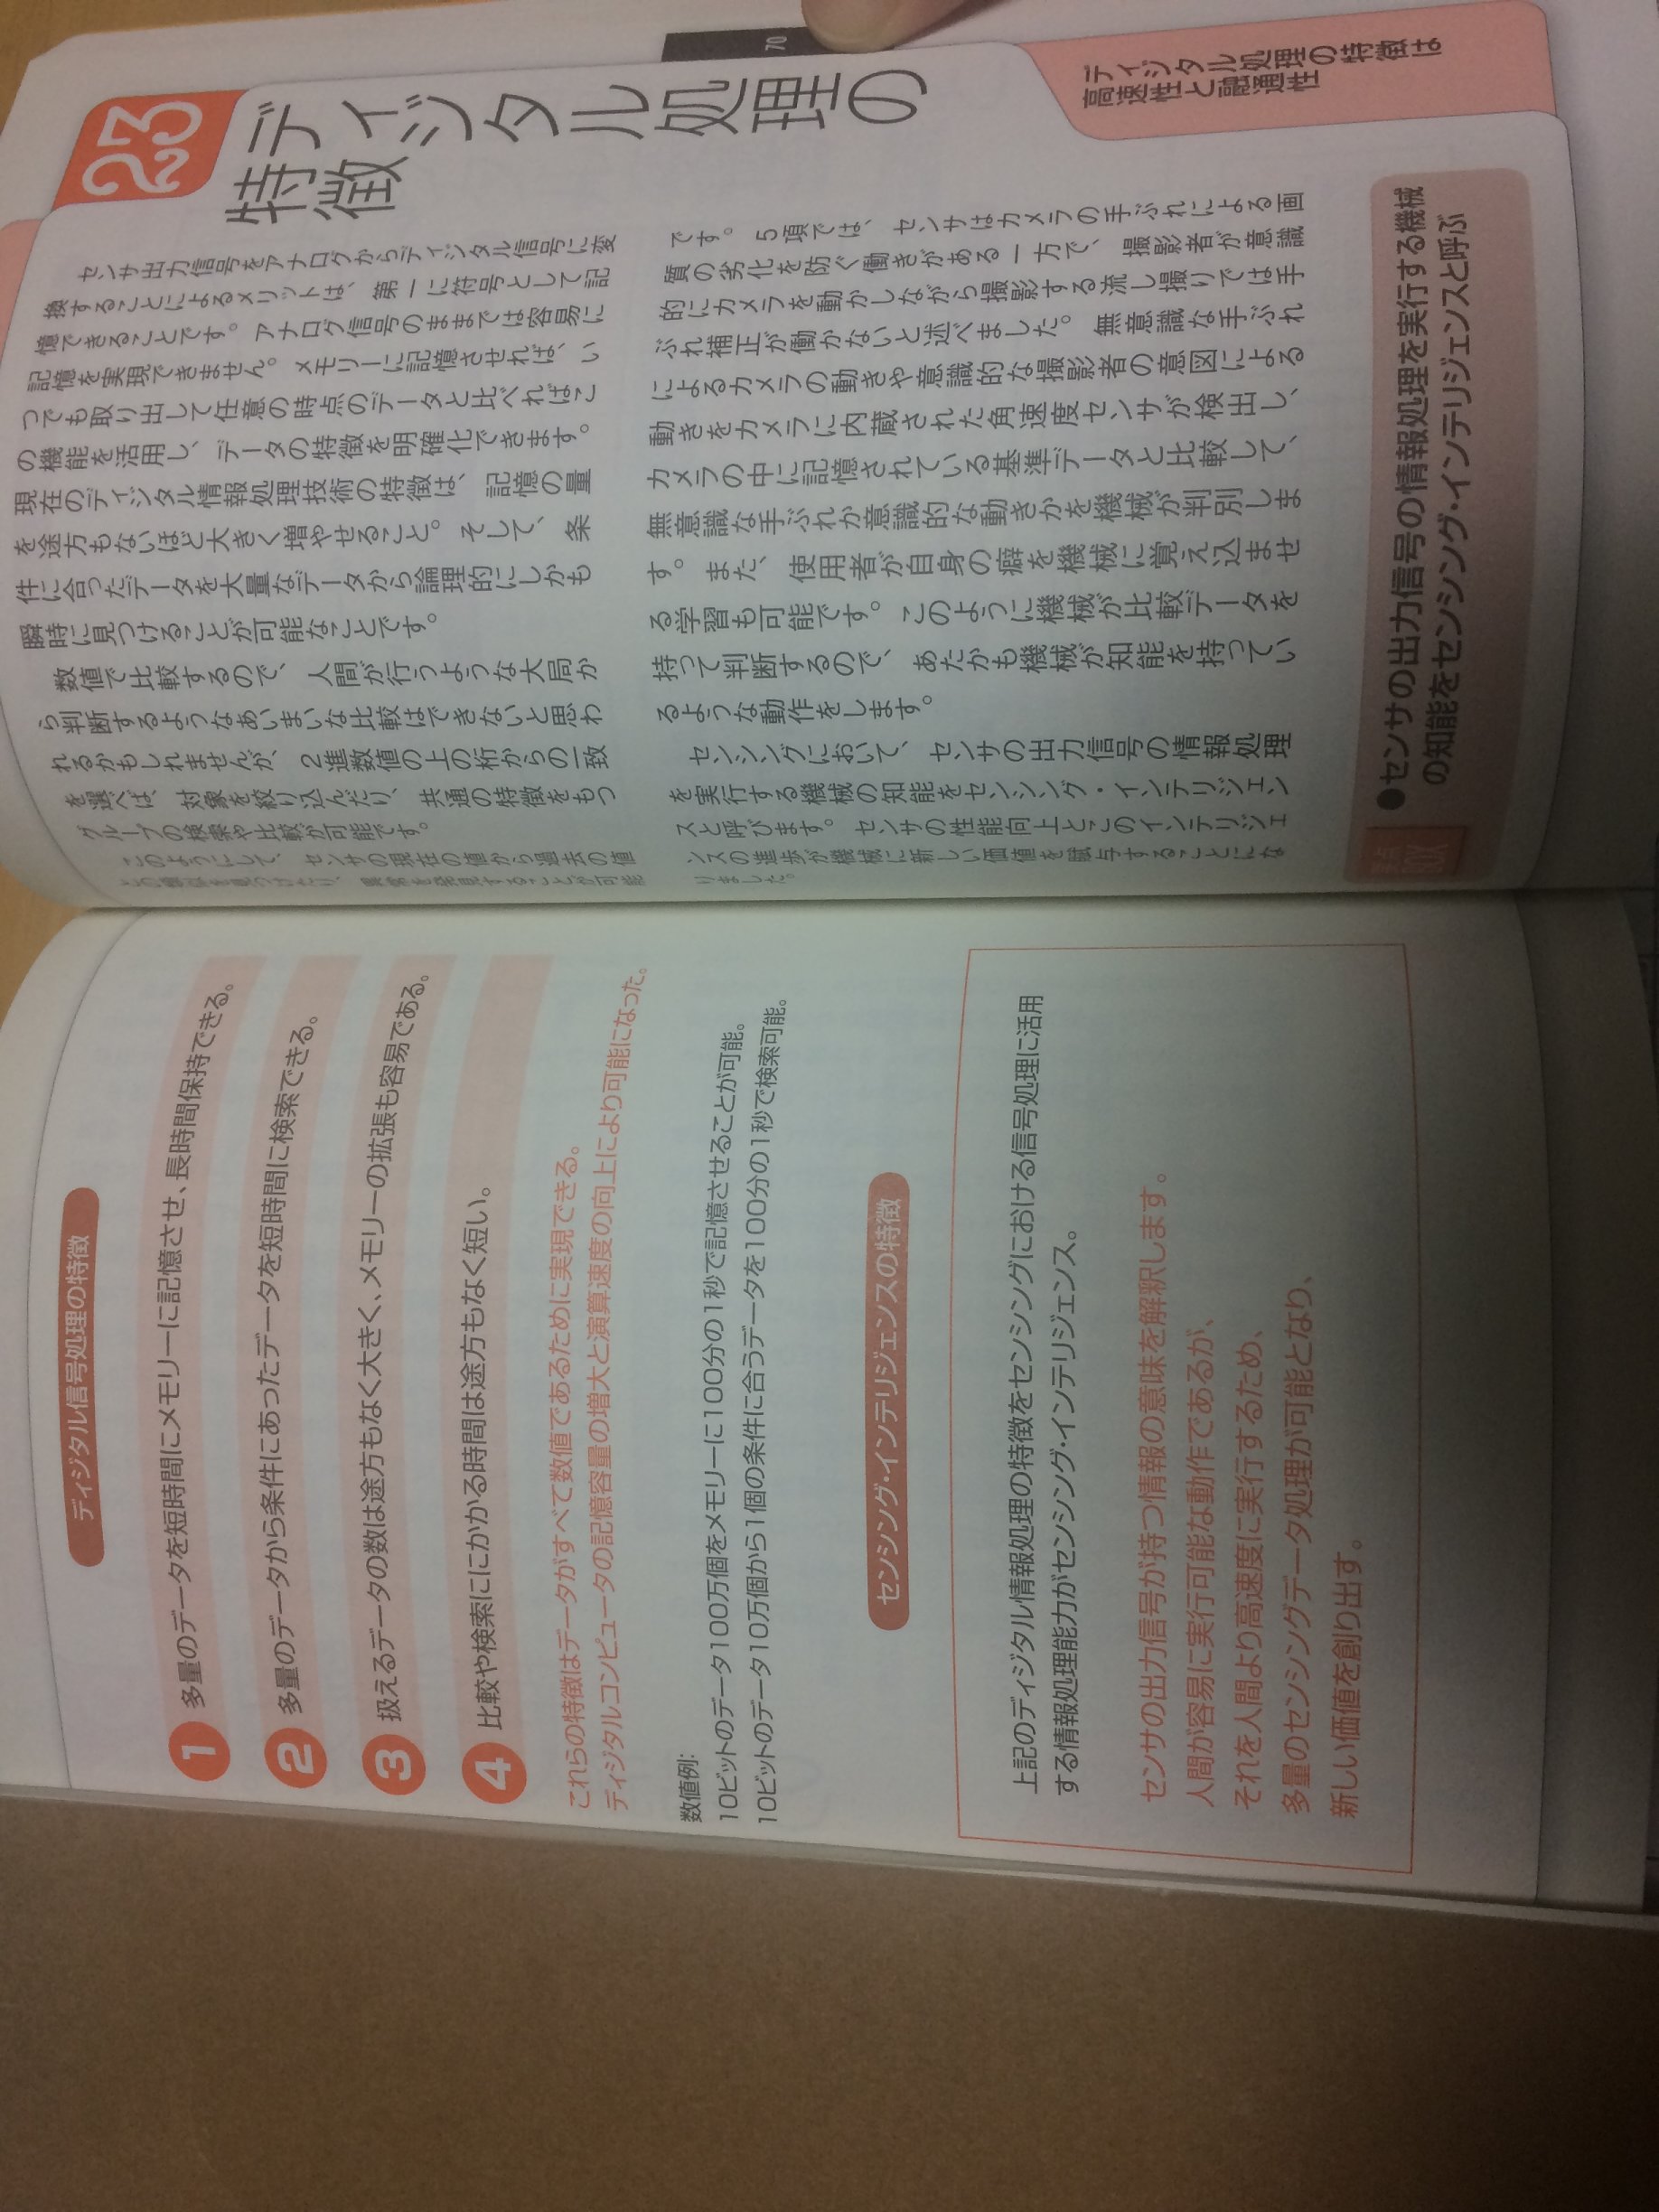 23
ディジタル処理の
特徴
70
ディジタル処理の特徴は
高速性と融通性
センサ出力信号をアナログからディジタル信号に変
換することによるメリットは、第一に符号として記
憶できることです。アナログ信号のままでは容易に
記憶を実現できません。メモリーに記憶させれば、い
つでも取り出して任意の時点のデータと比べればこ
の機能を活用し、データの特徴を明確化できます。
現在のディジタル情報処理技術の特徴は、記憶の量
を途方もないほど大きく増やせること。そして、条
件に合ったデータを大量なデータから論理的にしかも
瞬時に見つけることが可能なことです。
数値で比較するので、人間が行うような大局か
ら判断するようなあいまいな比較はできないと思わ
れるかもしれませんが、2進数値の上の桁からの一致
を選べば、対象を絞り込んだり、共通の特徴をもつ
グループの検索や比較が可能です。
このようにして、センサの現在の値から過去の値
異常を発見することが可能
です。5項では、センサはカメラの手ぶれによる画
質の劣化を防ぐ働きがある一方で、撮影者が意識
的にカメラを動かしながら撮影する流し撮りでは手
ぶれ補正が働かないと述べました。無意識な手ぶれ
によるカメラの動きや意識的な撮影者の意図による
動きをカメラに内蔵された角速度センサが検出し、
カメラの中に記憶されている基準データと比較して、
無意識な手ぶれか意識的な動きかを機械が判別しま
す。また、使用者が自身の癖を機械に覚え込ませ
る学習も可能です。このように機械が比較データを
持って判断するので、あたかも機械が知能を持ってい
るような動作をします。
センシングにおいて、センサの出力信号の情報処理
を実行する機械の知能をセンシング・インテリジェン
スと呼びます。センサの性能向上とこのインテリジェ
ンスの進歩が機械に新しい価値を賦与することにな
りました。
要点
BOX
●センサの出力信号の情報処理を実行する機械
の知能をセンシング・インテリジェンスと呼ぶ
ディジタル信号処理の特徴
1 多量のデータを短時間にメモリーに記憶させ、長時間保持できる。
2 多量のデータから条件にあったデータを短時間に検索できる。
3 扱えるデータの数は途方もなく大きく、メモリーの拡張も容易である。
4 比較や検索ににかかる時間は途方もなく短い。
これらの特徴はデータがすべて数値であるために実現できる。
ディジタルコンピュータの記憶容量の増大と演算速度の向上により可能になった。
数値例:
10ビットのデータ100万個をメモリーに100分の1秒で記憶させることが可能。
10ビットのデータ10万個から1個の条件に合うデータを100分の1秒で検索可能。
センシング・インテリジェンスの特徴
上記のディジタル情報処理の特徴をセンシングにおける信号処理に活用
する情報処理能力がセンシング・インテリジェンス。
センサの出力信号が持つ情報の意味を解釈します。
人間が容易に実行可能な動作であるが、
それを人間より高速度に実行するため、
多量のセンシングデータ処理が可能となり、
新しい価値を創り出す。